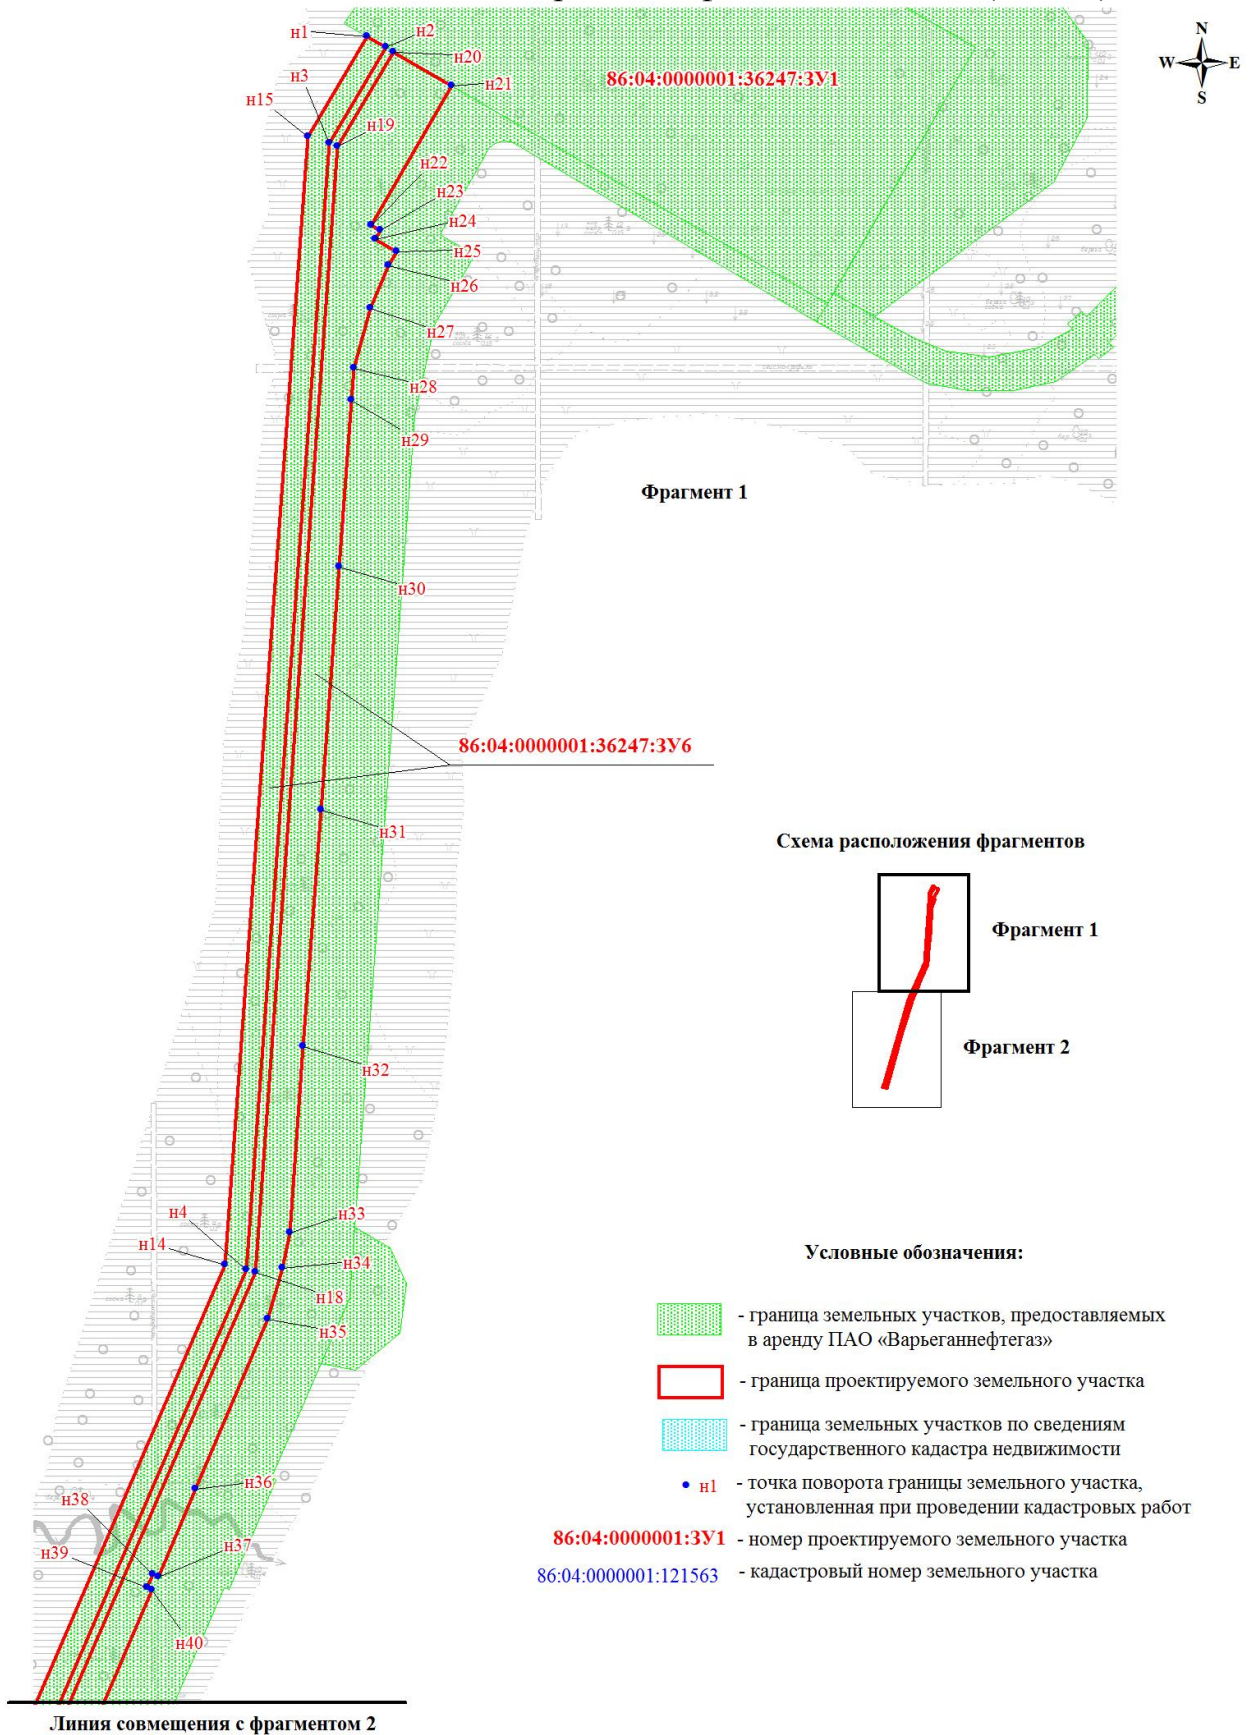 N
W E
S
н1
н2
н20
н3
н21
86:04:0000001:36247:ЗУ1
н15
н19
н22
н23
н24
н25
н26
н27
н28
н29
Фрагмент 1
н30
86:04:0000001:36247:ЗУ6
н31
Схема расположения фрагментов
Фрагмент 1
Фрагмент 2
н32
н4
н33
н14
н34
н18
н35
Условные обозначения:
- граница земельных участков, предоставляемых
в аренду ПАО «Варьеганнефтегаз»
- граница проектируемого земельного участка
- граница земельных участков по сведениям
государственного кадастра недвижимости
н1 - точка поворота границы земельного участка,
установленная при проведении кадастровых работ
86:04:0000001:ЗУ1 - номер проектируемого земельного участка
86:04:0000001:121563 - кадастровый номер земельного участка
н36
н38
н37
н39
н40
Линия совмещения с фрагментом 2